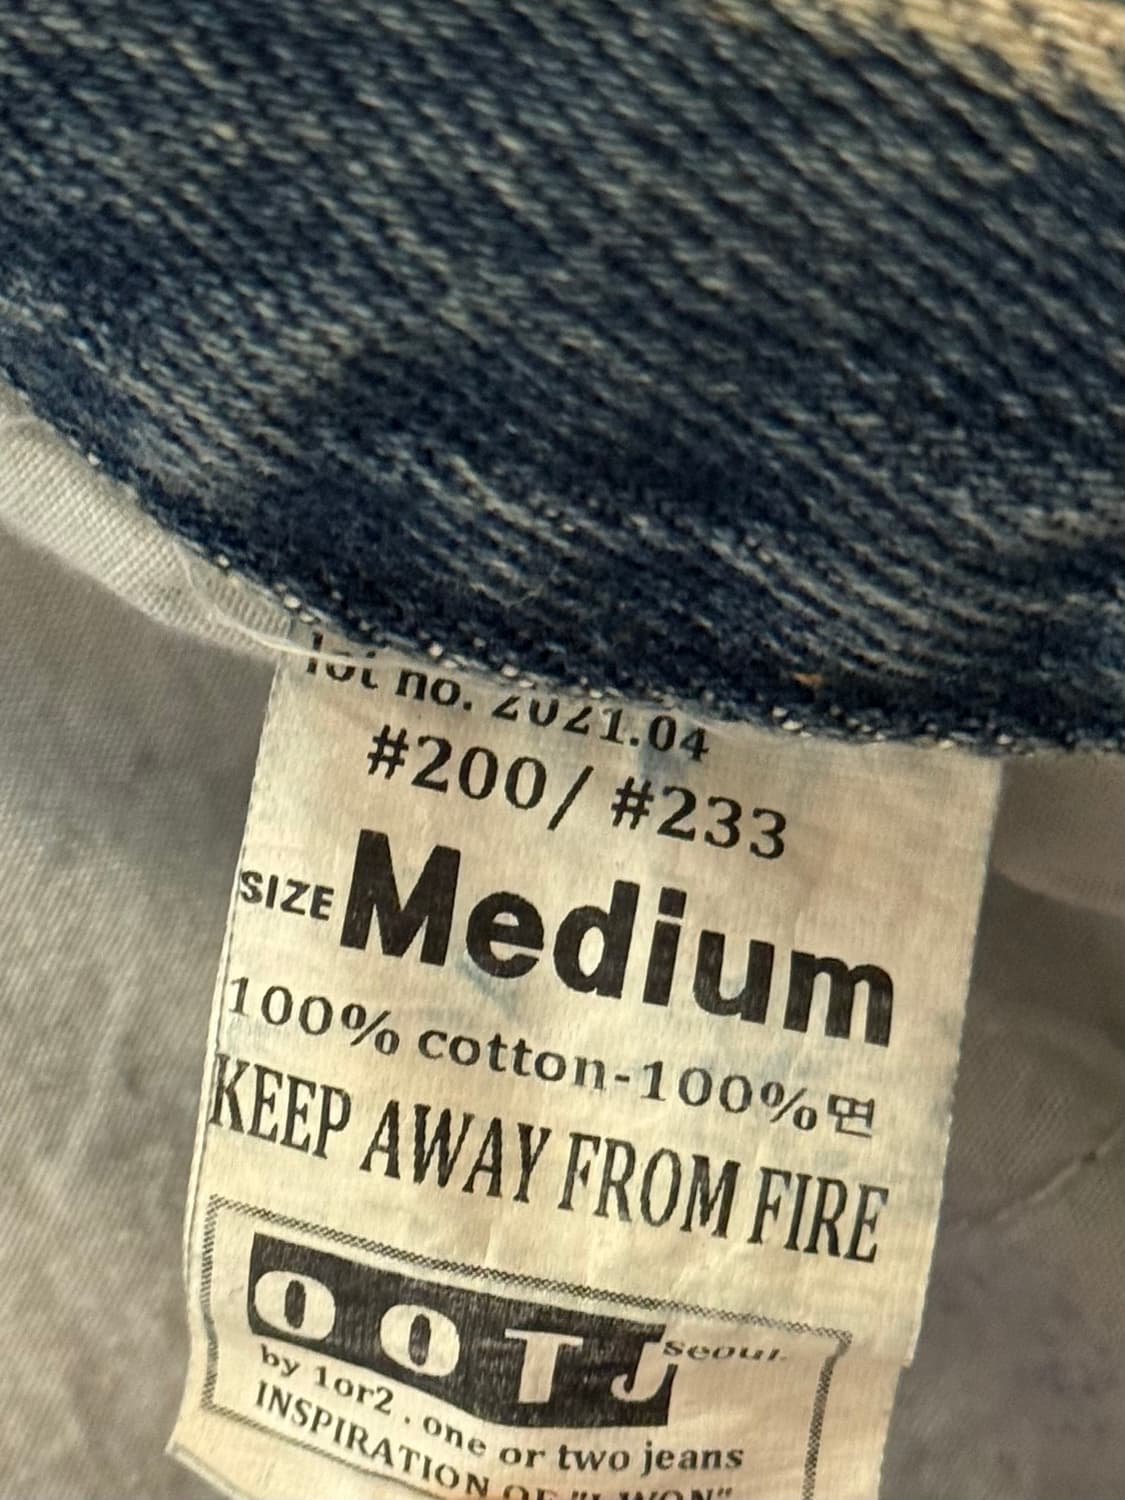 lot no. 2021.04
#200/ #233
SIZE Medium
100% cotton-100%면
KEEP AWAY FROM FIRE
OOTJ seoul.
by 1or2 . one or two jeans
INSPIRATION OF